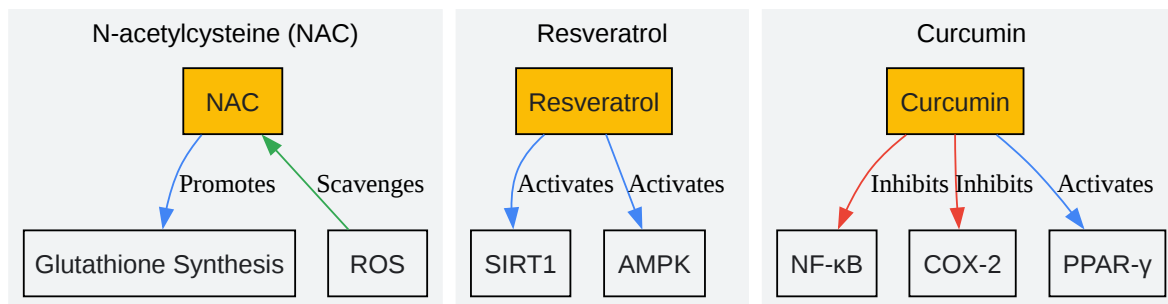 N-acetylcysteine (NAC)
NAC
Promotes
Scavenges
Glutathione Synthesis
ROS
Resveratrol
Resveratrol
Activates
Activates
SIRT1
AMPK
Curcumin
Curcumin
Inhibits
Inhibits
Activates
NF-κB
COX-2
PPAR-γ